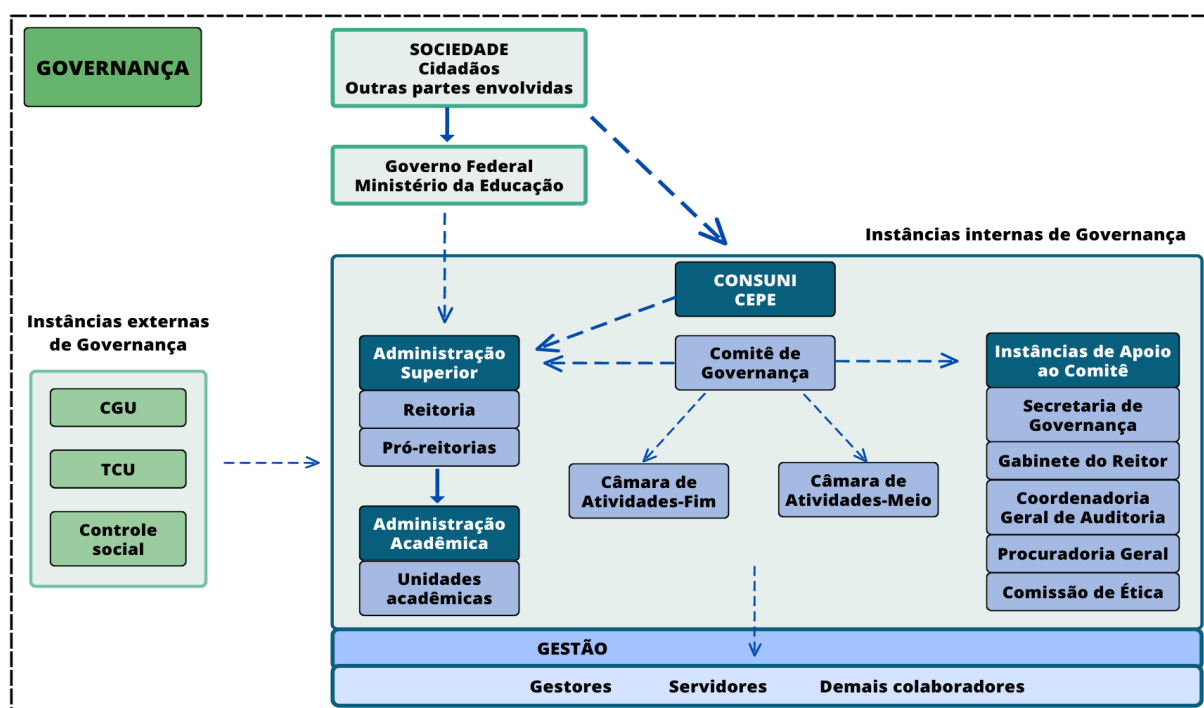 GOVERNANÇA
SOCIEDADE
Cidadãos
Outras partes envolvidas
Governo Federal
Ministério da Educação
Instâncias internas de Governança
Instâncias externas
de Governança
CGU
TCU
Controle
social
CONSUNI
CEPE
Administração
Superior
Reitoria
Pró-reitorias
Administração
Acadêmica
Unidades
acadêmicas
Comitê de
Governança
Câmara de
Atividades-Fim
Câmara de
Atividades-Meio
Instâncias de Apoio
ao Comitê
Secretaria de
Governança
Gabinete do Reitor
Coordenadoria
Geral de Auditoria
Procuradoria Geral
Comissão de Ética
GESTÃO
Gestores Servidores Demais colaboradores